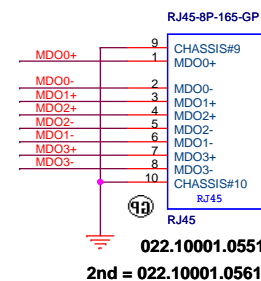 RJ45-8P-165-GP
9 CHASSIS#9
MDO0+ 1 MDO0+
MDO0- 2 MDO0-
MDO1+ 3 MDO1+
MDO2+ 4 MDO2+
MDO2- 5 MDO2-
MDO1- 6 MDO1-
MDO3+ 7 MDO3+
MDO3- 8 MDO3-
10 CHASSIS#10
RJ45
RJ45
022.10001.0551
2nd = 022.10001.0561